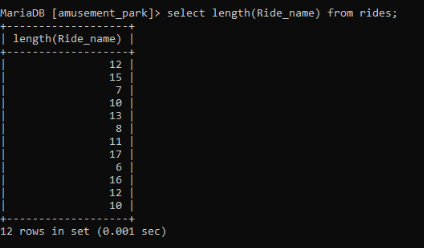 MariaDB [amusement_park]> select length(Ride_name) from rides;
+-------------------+
| length(Ride_name) |
+-------------------+
|                12 |
|                15 |
|                 7 |
|                10 |
|                13 |
|                 8 |
|                11 |
|                17 |
|                 6 |
|                16 |
|                12 |
|                10 |
+-------------------+
12 rows in set (0.001 sec)